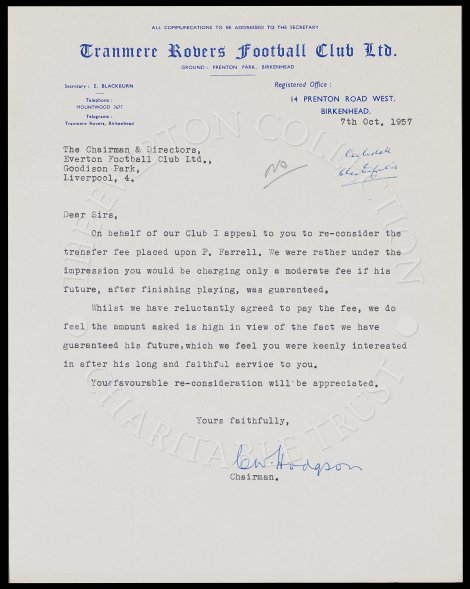 ALL COMMUNICATIONS TO BE ADDRESSED TO THE SECRETARY
Tranmere Rovers Football Club Ltd.
GROUND: PRENTON PARK, BIRKENHEAD
Secretary: E. BLACKBURN
Telephone:
MOUNTWOOD 3677
Telegrams:
Tranmere Rovers, Birkenhead
Registered Office:
14 PRENTON ROAD WEST,
BIRKENHEAD.
7th Oct. 1957
The Chairman & Directors,
Everton Football Club Ltd.,
Goodison Park,
Liverpool, 4.
No
Dear Sirs,
On behalf of our Club I appeal to you to re-consider the
transfer fee placed upon P. Farrell. We were rather under the
impression you would be charging only a moderate fee if his
future, after finishing playing, was guaranteed.
Whilst we have reluctantly agreed to pay the fee, we do
feel the amount asked is high in view of the fact we have
guaranteed his future,which we feel you were keenly interested
in after his long and faithful service to you.
Youefavourable re-consideration will be appreciated.
Yours faithfully,
CW. Hodgson
Chairman.
THE EVERTON COLLECTION
CHARITABLE TRUST